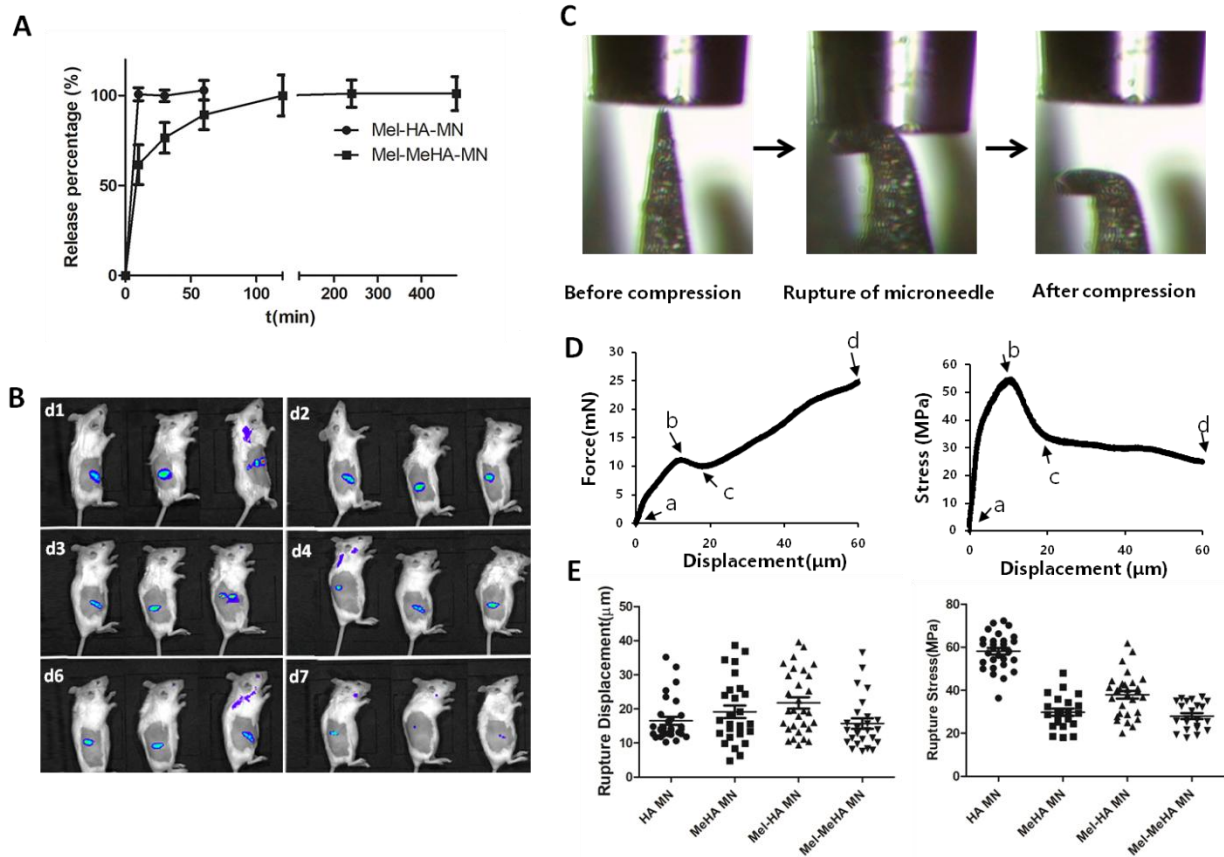 A
Release percentage (%)
100
50
0
0
50
100
200
300
400
t(min)
Mel-HA-MN
Mel-MeHA-MN
B
d1
d2
d3
d4
d6
d7
C
Before compression
Rupture of microneedle
After compression
D
Force(mN)
30
25
20
15
10
5
0
0
20
40
60
Displacement(µm)
a
b
c
d
Stress (MPa)
60
50
40
30
20
10
0
0
20
40
60
Displacement (µm)
a
b
c
d
E
Rupture Displacement(µm)
50
40
30
20
10
0
HA MN
MeHA MN
Mel-HA MN
Mel-MeHA MN
Rupture Stress(MPa)
80
60
40
20
0
HA MN
MeHA MN
Mel-HA MN
Mel-MeHA MN